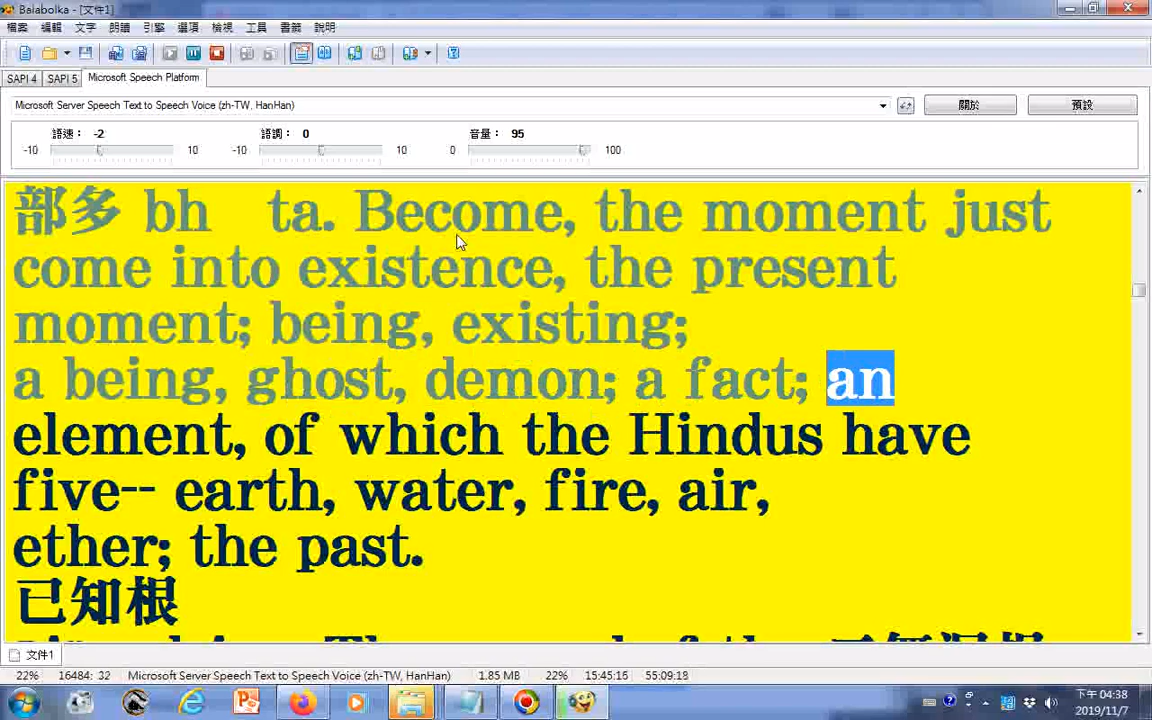 Balabolka - [文件1]
檔案 編輯 文字 朗讀 引擎 選項 檢視 工具 書籤 說明
SAPI 4 SAPI 5 Microsoft Speech Platform
Microsoft Server Speech Text to Speech Voice (zh-TW, HanHan) 關於 預設
語速： -2 語調： 0 音量： 95
-10 10 -10 10 0 100
部多 bh ta. Become, the moment just
come into existence, the present
moment; being, existing;
a being, ghost, demon; a fact; an
element, of which the Hindus have
five-- earth, water, fire, air,
ether; the past.
已知根
文件1
22% 16484: 32 Microsoft Server Speech Text to Speech Voice (zh-TW, HanHan) 1.85 MB 22% 15:45:15 55:09:18
下午 04:38
2019/11/7